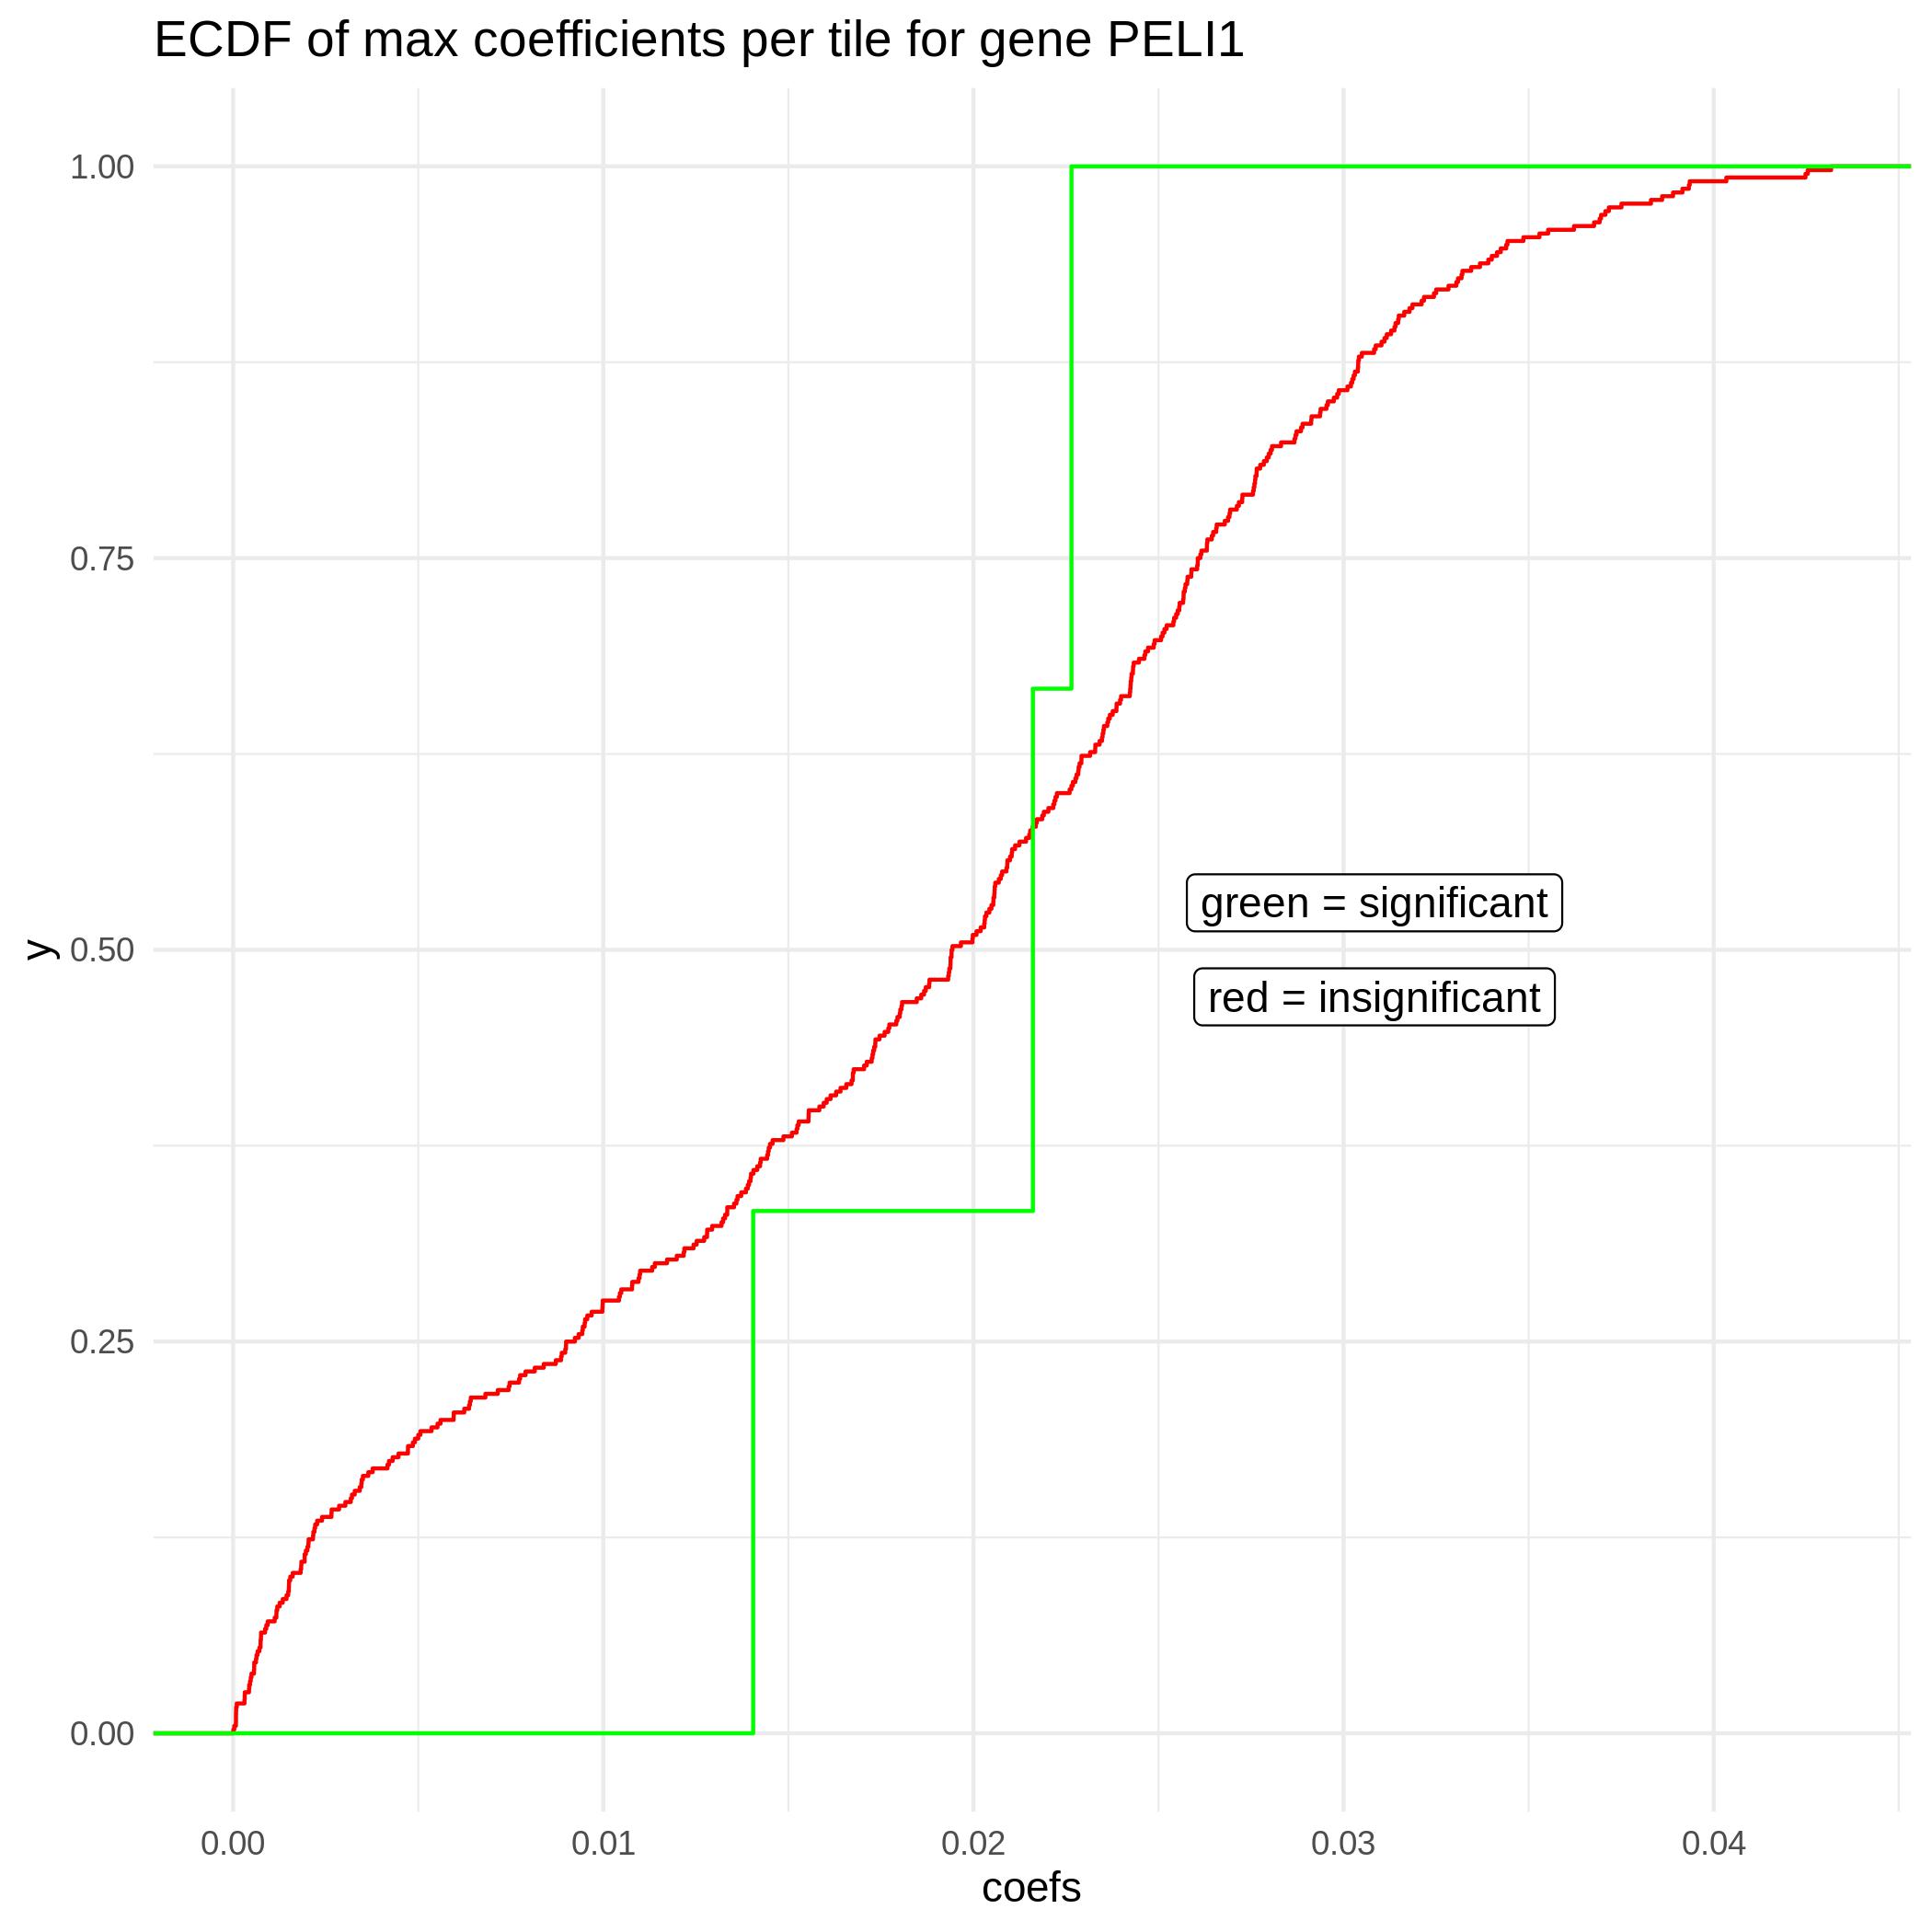 ECDF of max coefficients per tile for gene PELI1
1.00
0.75
0.50
0.25
0.00
y
green = significant
red = insignificant
0.00 0.01 0.02 0.03 0.04
coefs